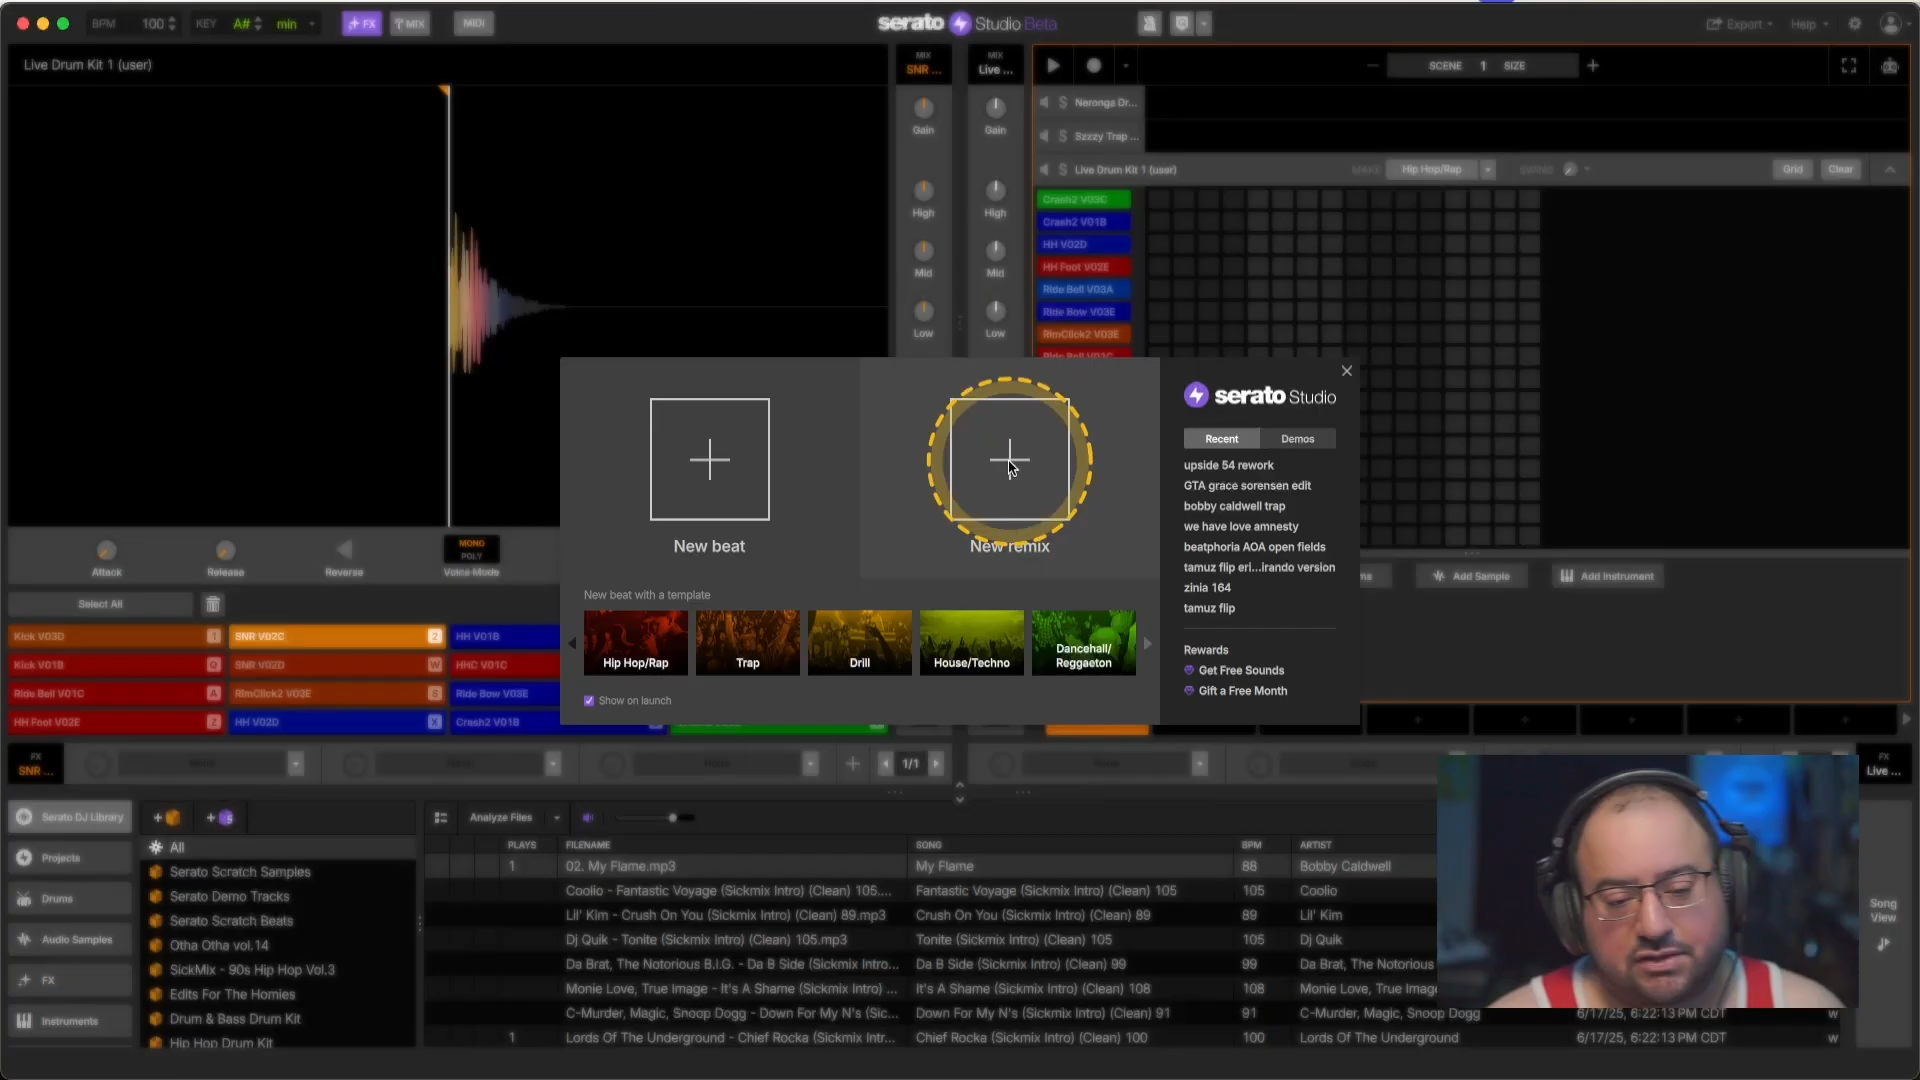 BPM 100 KEY A# min FX MIX MIDI
serato Studio Beta
Export Help
Live Drum Kit 1 (user)
MIX
SNR ...
MIX
Live ...
SCENE 1 SIZE
Gain
High
Mid
Low
Gain
High
Mid
Low
Neronga Dr...
Szzzy Trap ...
Live Drum Kit 1 (user)
Hip Hop/Rap
Grid Clear
Crash2 V03C
Crash2 V01B
HH V02D
HH Foot V02E
Ride Bell V03A
Ride Bow V03E
RimClick2 V03E
Ride Bell V03C
New beat
New remix
New beat with a template
Hip Hop/Rap
Trap
Drill
House/Techno
Dancehall/
Reggaeton
Show on launch
serato Studio
Recent Demos
upside 54 rework
GTA grace sorensen edit
bobby caldwell trap
we have love amnesty
beatphoria AOA open fields
tamuz flip eri...irando version
zinia 164
tamuz flip
Rewards
Get Free Sounds
Gift a Free Month
Add Sample Add Instrument
Attack Release Reverse
MONO
POLY
Voice Mode
Select All
Kick V03D 1 SNR V02C 2 HH V01B
Kick V01B Q SNR V02D W HHC V01C
Ride Bell V01C A RimClick2 V03E S Ride Bow V03E
HH Foot V02E Z HH V02D X Crash2 V01B
FX
SNR ...
None
1/1
FX
Live ...
Serato DJ Library
Projects
Drums
Audio Samples
FX
Instruments
All
Serato Scratch Samples
Serato Demo Tracks
Serato Scratch Beats
Otha Otha vol.14
SickMix - 90s Hip Hop Vol.3
Edits For The Homies
Drum & Bass Drum Kit
Hip Hop Drum Kit
Analyze Files
PLAYS FILENAME SONG BPM ARTIST
1 02. My Flame.mp3 My Flame 88 Bobby Caldwell
Coolio - Fantastic Voyage (Sickmix Intro) (Clean) 105.... Fantastic Voyage (Sickmix Intro) (Clean) 105 105 Coolio
Lil' Kim - Crush On You (Sickmix Intro) (Clean) 89.mp3 Crush On You (Sickmix Intro) (Clean) 89 89 Lil' Kim
Dj Quik - Tonite (Sickmix Intro) (Clean) 105.mp3 Tonite (Sickmix Intro) (Clean) 105 105 Dj Quik
Da Brat, The Notorious B.I.G. - Da B Side (Sickmix Intro... Da B Side (Sickmix Intro) (Clean) 99 99 Da Brat, The Notorious
Monie Love, True Image - It's A Shame (Sickmix Intro) ... It's A Shame (Sickmix Intro) (Clean) 108 108 Monie Love, True Image
C-Murder, Magic, Snoop Dogg - Down For My N's (Sic... Down For My N's (Sickmix Intro) (Clean) 91 91 C-Murder, Magic, Snoop Dogg 6/17/25, 6:22:13 PM CDT w
1 Lords Of The Underground - Chief Rocka (Sickmix Intr... Chief Rocka (Sickmix Intro) (Clean) 100 100 Lords Of The Underground 6/17/25, 6:22:13 PM CDT w
Song
View